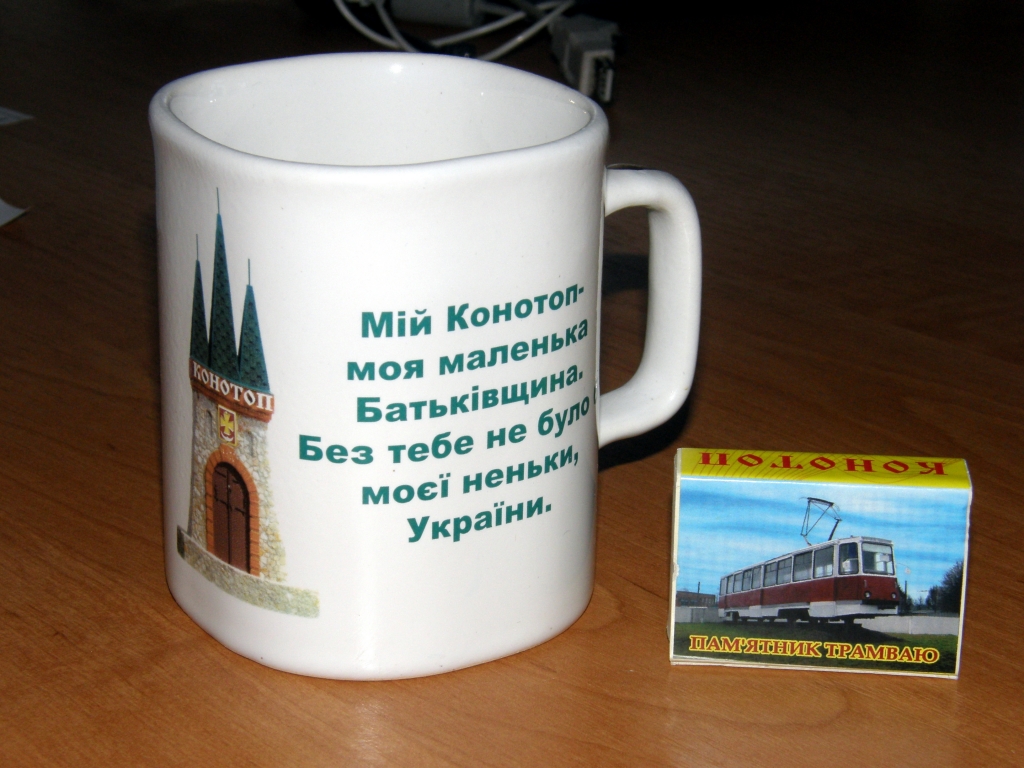 КОНОТОП
Мій Конотоп-
моя маленька
Батьківщина.
Без тебе не було б
моєї неньки,
України.
КОНОТОП
ПАМ'ЯТНИК ТРАМВАЮ